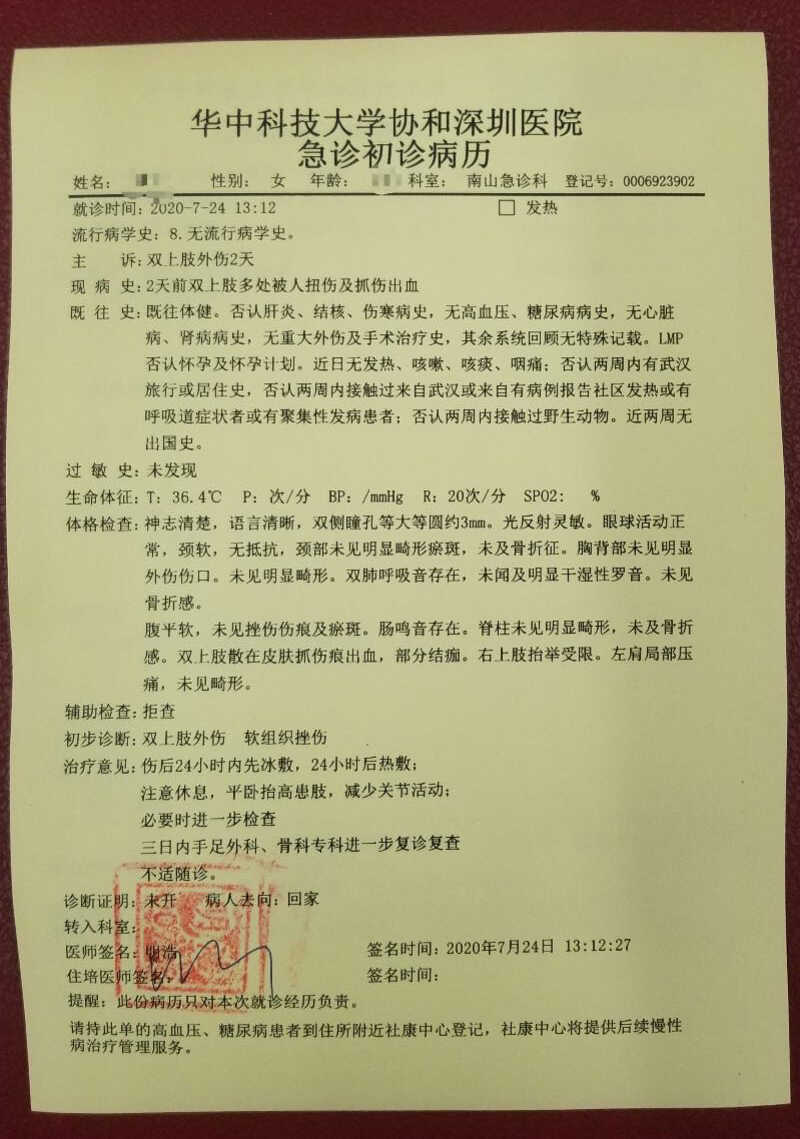 华中科技大学协和深圳医院
急诊初诊病历
姓名： 性别： 女 年龄： 科室： 南山急诊科 登记号：0006923902
就诊时间：2020-7-24 13:12 □ 发热
流行病学史：8.无流行病学史。
主 诉：双上肢外伤2天
现 病 史：2天前双上肢多处被人扭伤及抓伤出血
既 往 史：既往体健。否认肝炎、结核、伤寒病史，无高血压、糖尿病病史，无心脏
病、肾病病史，无重大外伤及手术治疗史，其余系统回顾无特殊记载。LMP
否认怀孕及怀孕计划。近日无发热、咳嗽、咳痰、咽痛；否认两周内有武汉
旅行或居住史，否认两周内接触过来自武汉或来自有病例报告社区发热或有
呼吸道症状者或有聚集性发病患者；否认两周内接触过野生动物。近两周无
出国史。
过 敏 史：未发现
生命体征：T：36.4℃ P：次/分 BP：/mmHg R：20次/分 SPO2： %
体格检查：神志清楚，语言清晰，双侧瞳孔等大等圆约3mm。光反射灵敏。眼球活动正
常，颈软，无抵抗，颈部未见明显畸形瘀斑，未及骨折征。胸背部未见明显
外伤伤口。未见明显畸形。双肺呼吸音存在，未闻及明显干湿性罗音。未见
骨折感。
腹平软，未见挫伤伤痕及瘀斑。肠鸣音存在。脊柱未见明显畸形，未及骨折
感。双上肢散在皮肤抓伤痕出血，部分结痂。右上肢抬举受限。左肩局部压
痛，未见畸形。
辅助检查：拒查
初步诊断：双上肢外伤 软组织挫伤
治疗意见：伤后24小时内先冰敷，24小时后热敷；
注意休息，平卧抬高患肢，减少关节活动；
必要时进一步检查
三日内手足外科、骨科专科进一步复诊复查
不适随诊。
诊断证明：未开 病人去向：回家
转入科室：
医师签名：明浩 签名时间：2020年7月24日 13:12:27
住培医师签名： 签名时间：
提醒：此份病历只对本次就诊经历负责。
请持此单的高血压、糖尿病患者到住所附近社康中心登记，社康中心将提供后续慢性
病治疗管理服务。